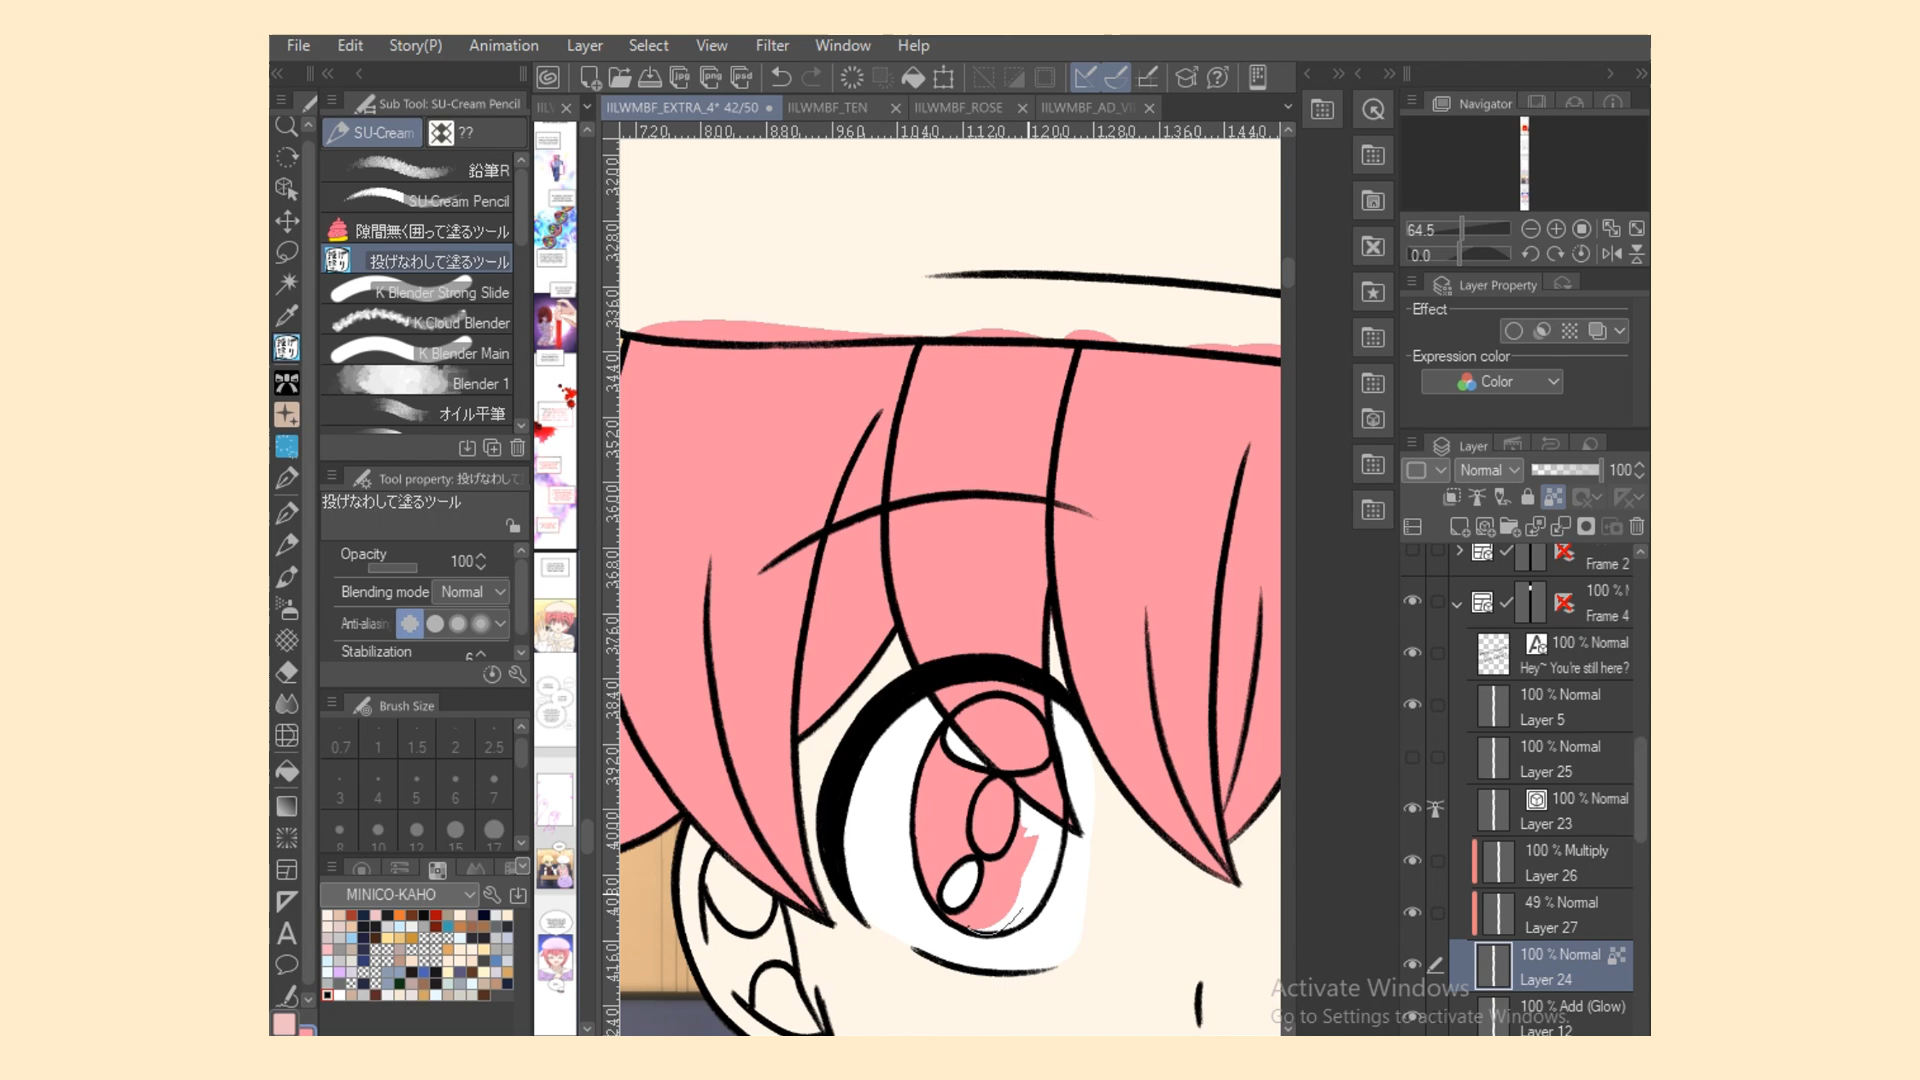 File Edit Story(P) Animation Layer Select View Filter Window Help
Sub Tool: SU-Cream Pencil
SU-Cream ??
鉛筆R
SU-Cream Pencil
隙間無く囲って塗るツール
投げなわして塗るツール
K Blender Strong Slide
K Cloud Blender
K Blender Main
Blender 1
オイル平筆
Tool property: 投げなわして
投げなわして塗るツール
Opacity 100
Blending mode Normal
Anti-aliasin
Stabilization 6
Brush Size
0.7 1 1.5 2 2.5
3 4 5 6 7
8 10 12 15 17
MINICO-KAHO
IILWMBF_EXTRA_4* 42/50 IILWMBF_TEN IILWMBF_ROSE IILWMBF_AD_VI
720 800 880 960 1040 1120 1200 1280 1360 1440
3200
3280
3360
3440
3520
3600
3680
3760
3840
3920
4000
4080
4160
4240
Navigator
64.5
0.0
Layer Property
Effect
Expression color
Color
Layer
Normal 100
Frame 2
100 %
Frame 4
100 % Normal
Hey~ You're still here?
100 % Normal
Layer 5
100 % Normal
Layer 25
100 % Normal
Layer 23
100 % Multiply
Layer 26
49 % Normal
Layer 27
100 % Normal
Layer 24
100 % Add (Glow)
Layer 12
Activate Windows
Go to Settings to activate Windows.